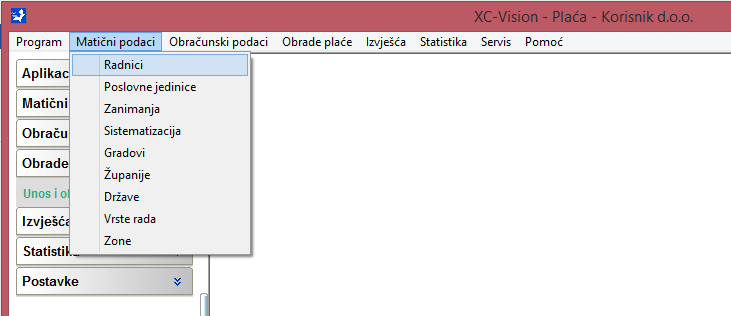 XC-Vision - Plaća - Korisnik d.o.o.
Program Matični podaci Obračunski podaci Obrade plaće Izvješća Statistika Servis Pomoć
Radnici
Poslovne jedinice
Zanimanja
Sistematizacija
Gradovi
Županije
Države
Vrste rada
Zone
Aplikac
Matični
Obraču
Obrade
Unos i o
Izvješća
Statistika
Postavke